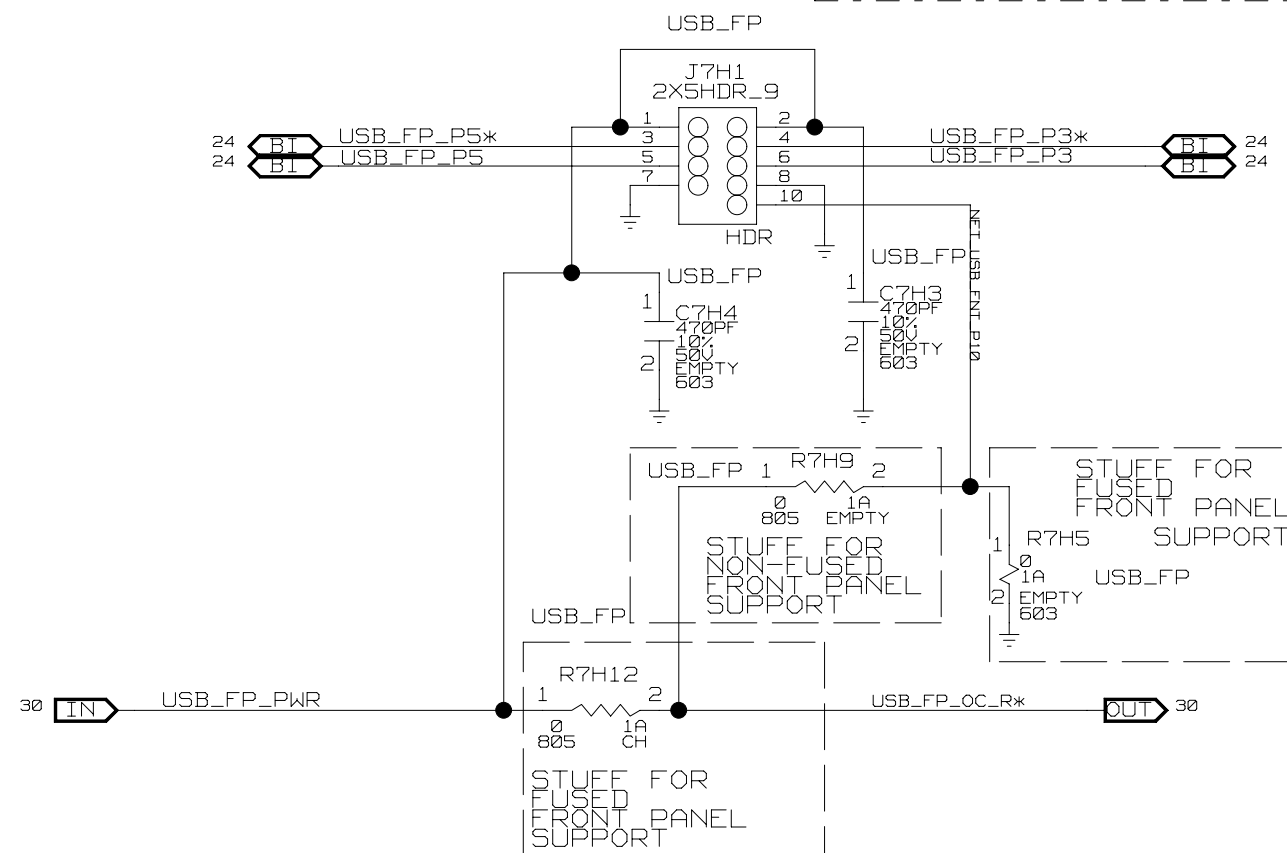 USB_FP
J7H1
2X5HDR_9
1 2
24 BI USB_FP_P5* 3 4 USB_FP_P3* BI 24
24 BI USB_FP_P5 5 6 USB_FP_P3 BI 24
7 8
10
HDR
NET_USB_FNT_P10
USB_FP
1
C7H4
470PF
10%
50V
2
EMPTY
603
USB_FP
1
C7H3
470PF
10%
50V
2
EMPTY
603
USB_FP 1 R7H9 2
0 1A
805 EMPTY
STUFF FOR
NON-FUSED
FRONT PANEL
SUPPORT
STUFF FOR
FUSED
FRONT PANEL
SUPPORT
1 R7H5
0
1A
USB_FP
2 EMPTY
603
USB_FP
R7H12
30 IN USB_FP_PWR 1 2 USB_FP_OC_R* OUT 30
0 1A
805 CH
STUFF FOR
FUSED
FRONT PANEL
SUPPORT